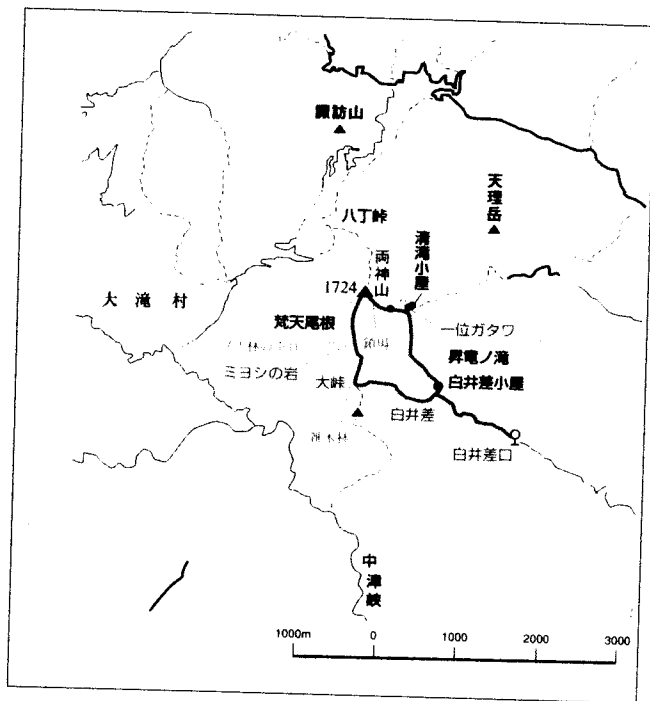 諏訪山
天理岳
八丁峠
清滝小屋
両神山
1724
大滝村
梵天尾根
一位ガタワ
鎖場
昇竜ノ滝
ミヨシの岩
大峠
白井差小屋
白井差
白井差口
中津峡
1000m 0 1000 2000 3000